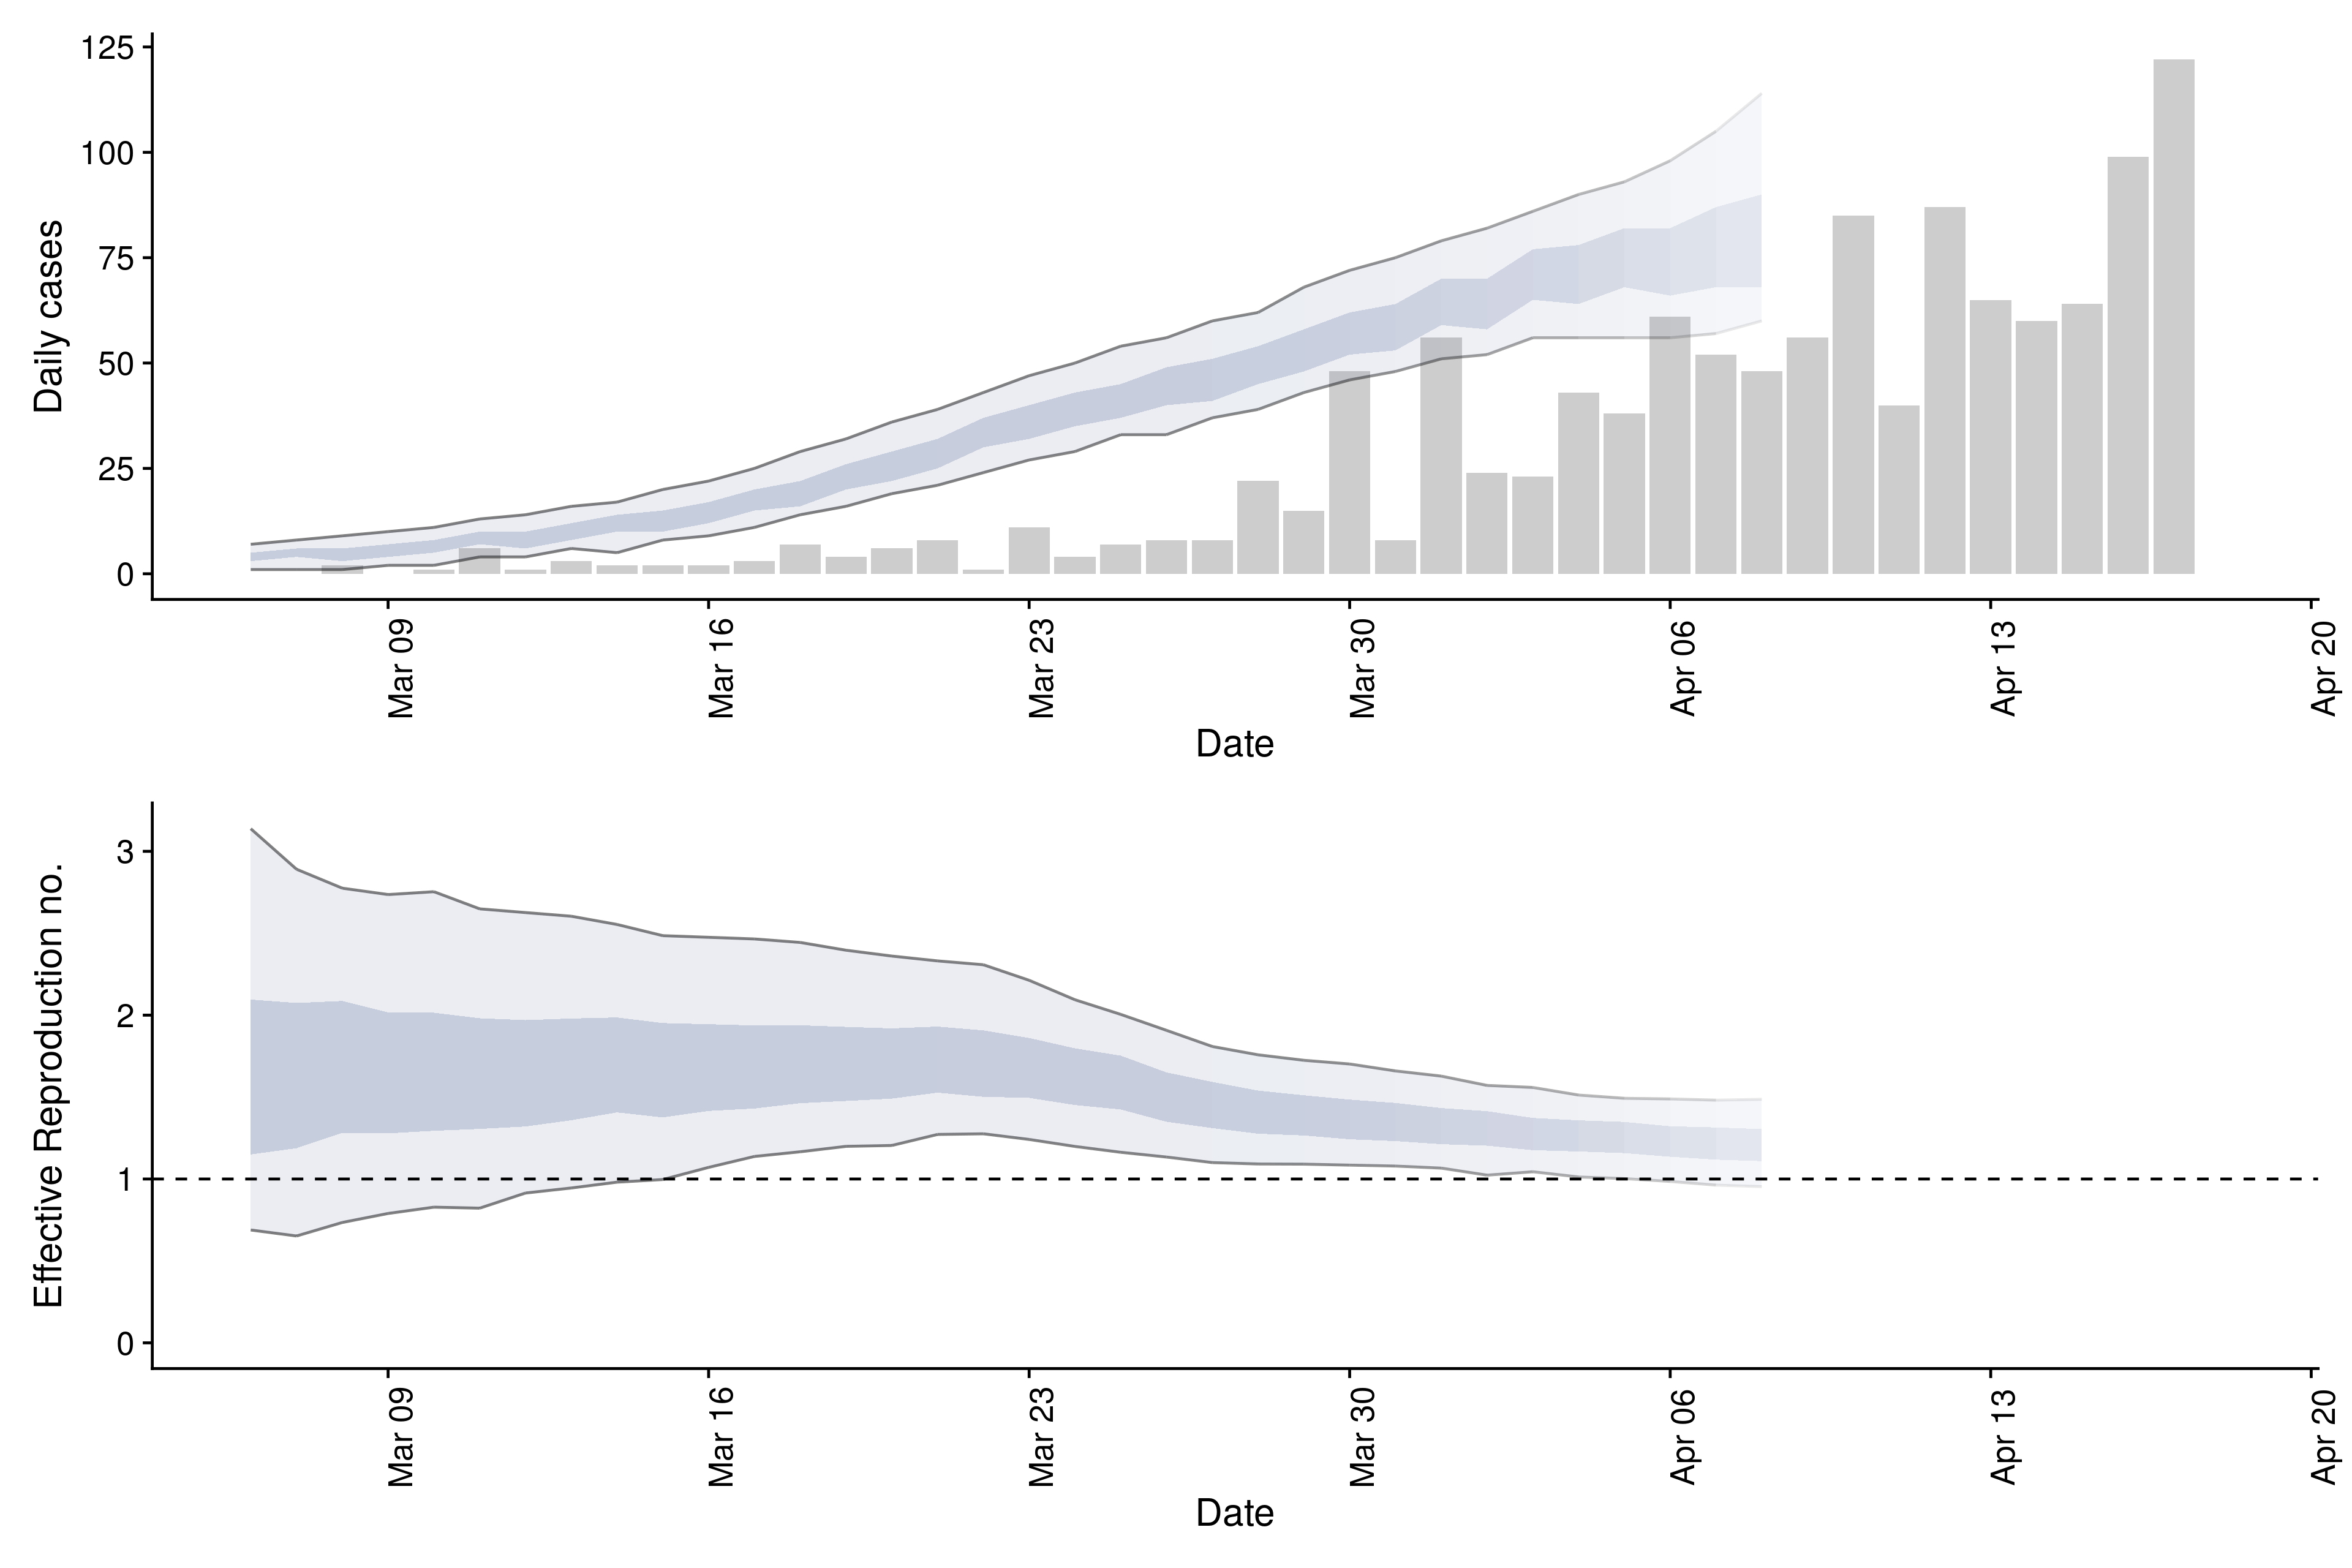 125
100
75
50
25
0
Daily cases
Mar 09
Mar 16
Mar 23
Mar 30
Apr 06
Apr 13
Apr 20
Date
3
2
1
0
Effective Reproduction no.
Mar 09
Mar 16
Mar 23
Mar 30
Apr 06
Apr 13
Apr 20
Date